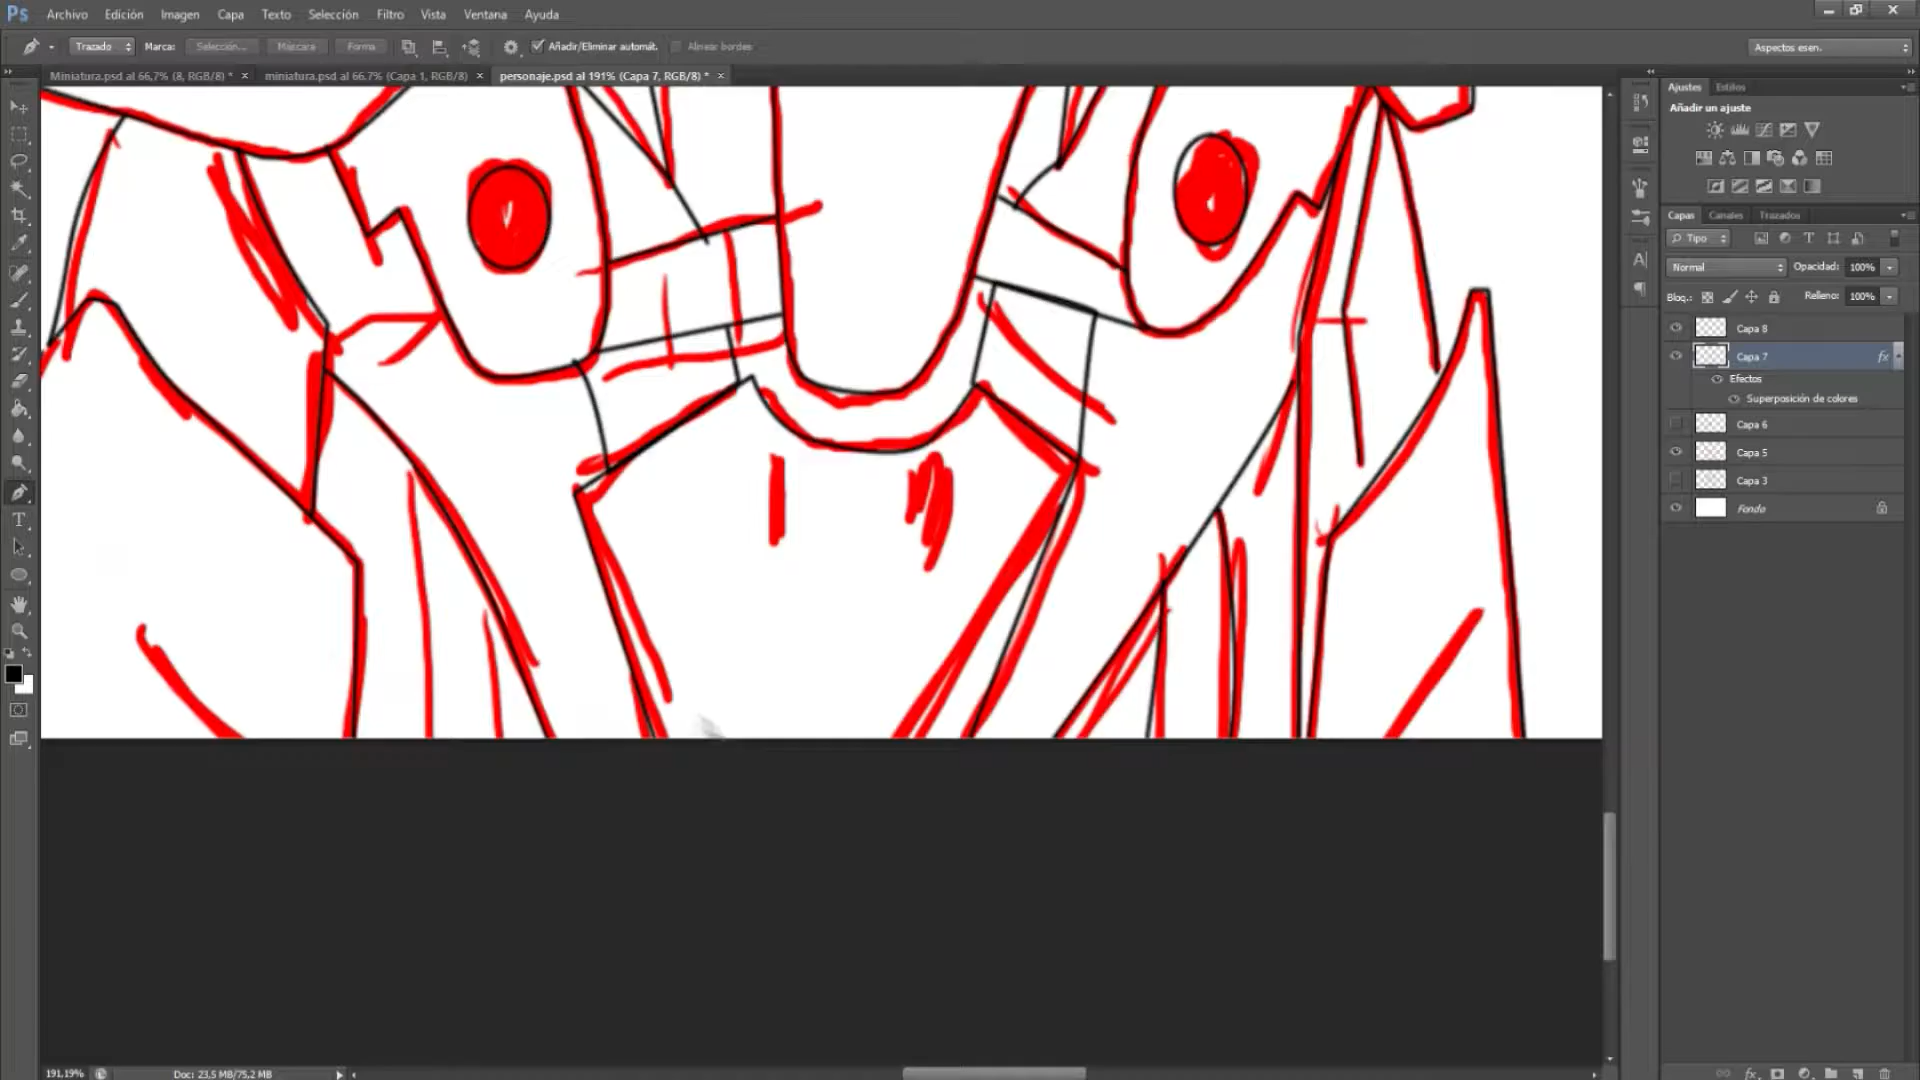 Ps Archivo Edición Imagen Capa Texto Selección Filtro Vista Ventana Ayuda
Trazado Marca: Selección... Máscara Forma Añadir/Eliminar automát. Alinear bordes Aspectos esen.
Miniatura.psd al 66,7% (8, RGB/8) * × miniatura.psd al 66.7% (Capa 1, RGB/8) × personaje.psd al 191% (Capa 7, RGB/8) * ×
Ajustes Estilos
Añadir un ajuste
Capas Canales Trazados
Tipo
Normal Opacidad: 100%
Bloq.: Relleno: 100%
Capa 8
Capa 7 fx
Efectos
Superposición de colores
Capa 6
Capa 5
Capa 3
Fondo
191,19% Doc: 23,5 MB/75,2 MB